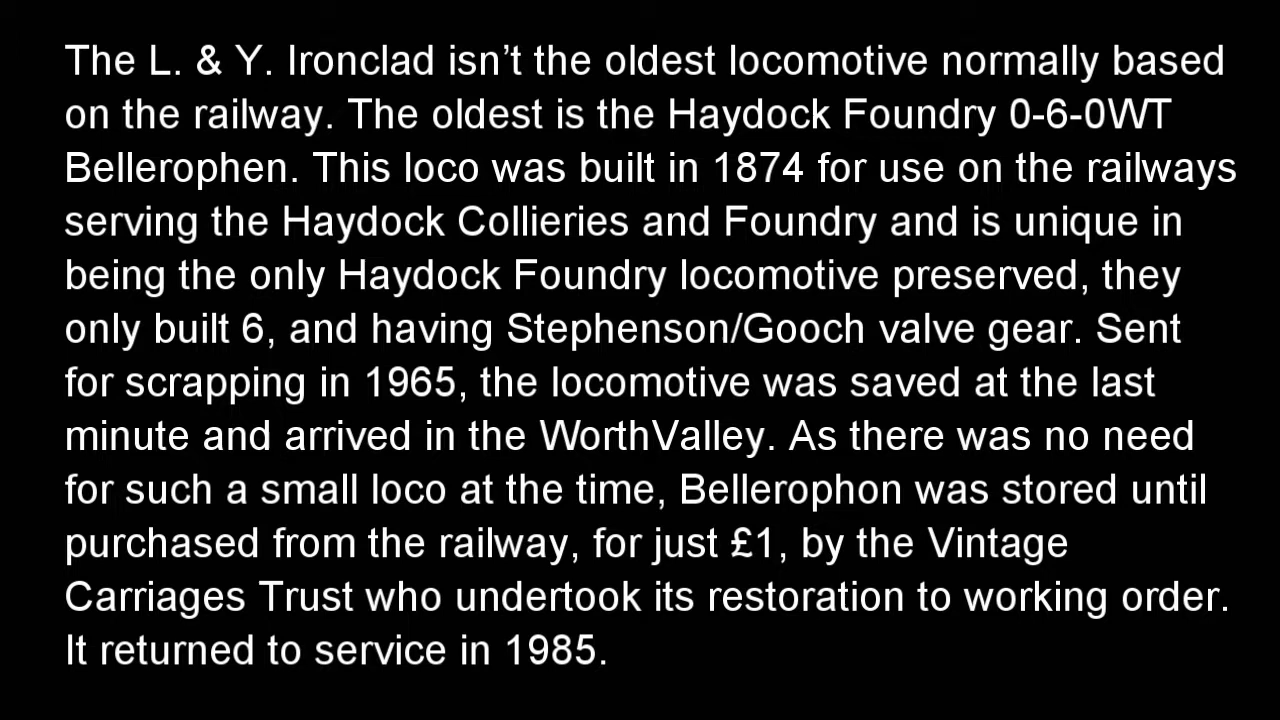 The L. & Y. Ironclad isn’t the oldest locomotive normally based
on the railway. The oldest is the Haydock Foundry 0-6-0WT
Bellerophen. This loco was built in 1874 for use on the railways
serving the Haydock Collieries and Foundry and is unique in
being the only Haydock Foundry locomotive preserved, they
only built 6, and having Stephenson/Gooch valve gear. Sent
for scrapping in 1965, the locomotive was saved at the last
minute and arrived in the WorthValley. As there was no need
for such a small loco at the time, Bellerophon was stored until
purchased from the railway, for just £1, by the Vintage
Carriages Trust who undertook its restoration to working order.
It returned to service in 1985.